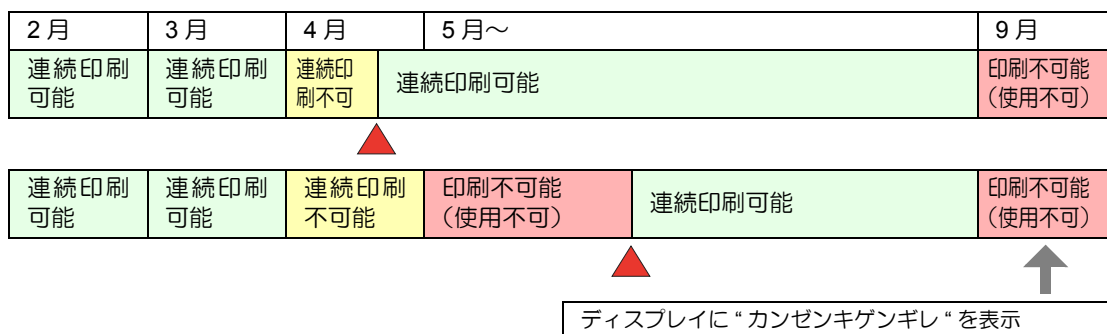 2 月 3 月 4 月 5 月～ 9 月
連続印刷 連続印刷 連続印 連続印刷可能 印刷不可能
可能 可能 刷不可 （使用不可）
連続印刷 連続印刷 連続印刷 印刷不可能 連続印刷可能 印刷不可能
可能 可能 不可能 （使用不可） （使用不可）
ディスプレイに “ カンゼンキゲンギレ “ を表示